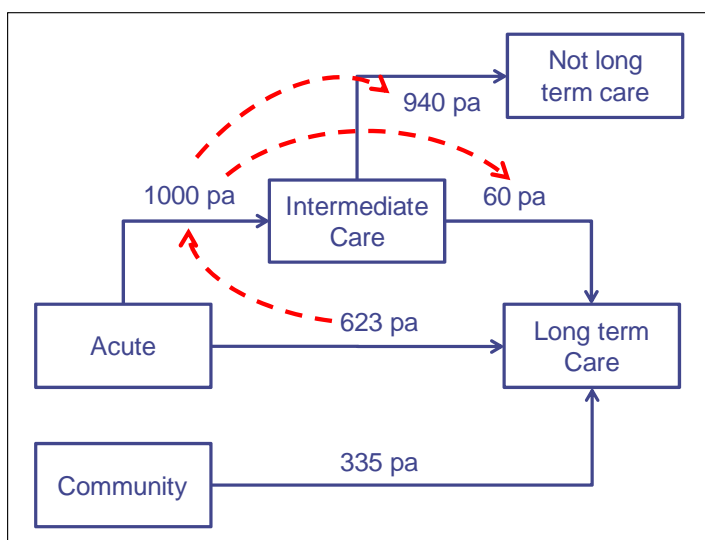 Not long
term care
940 pa
1000 pa
Intermediate
Care
60 pa
Acute
623 pa
Long term
Care
Community
335 pa